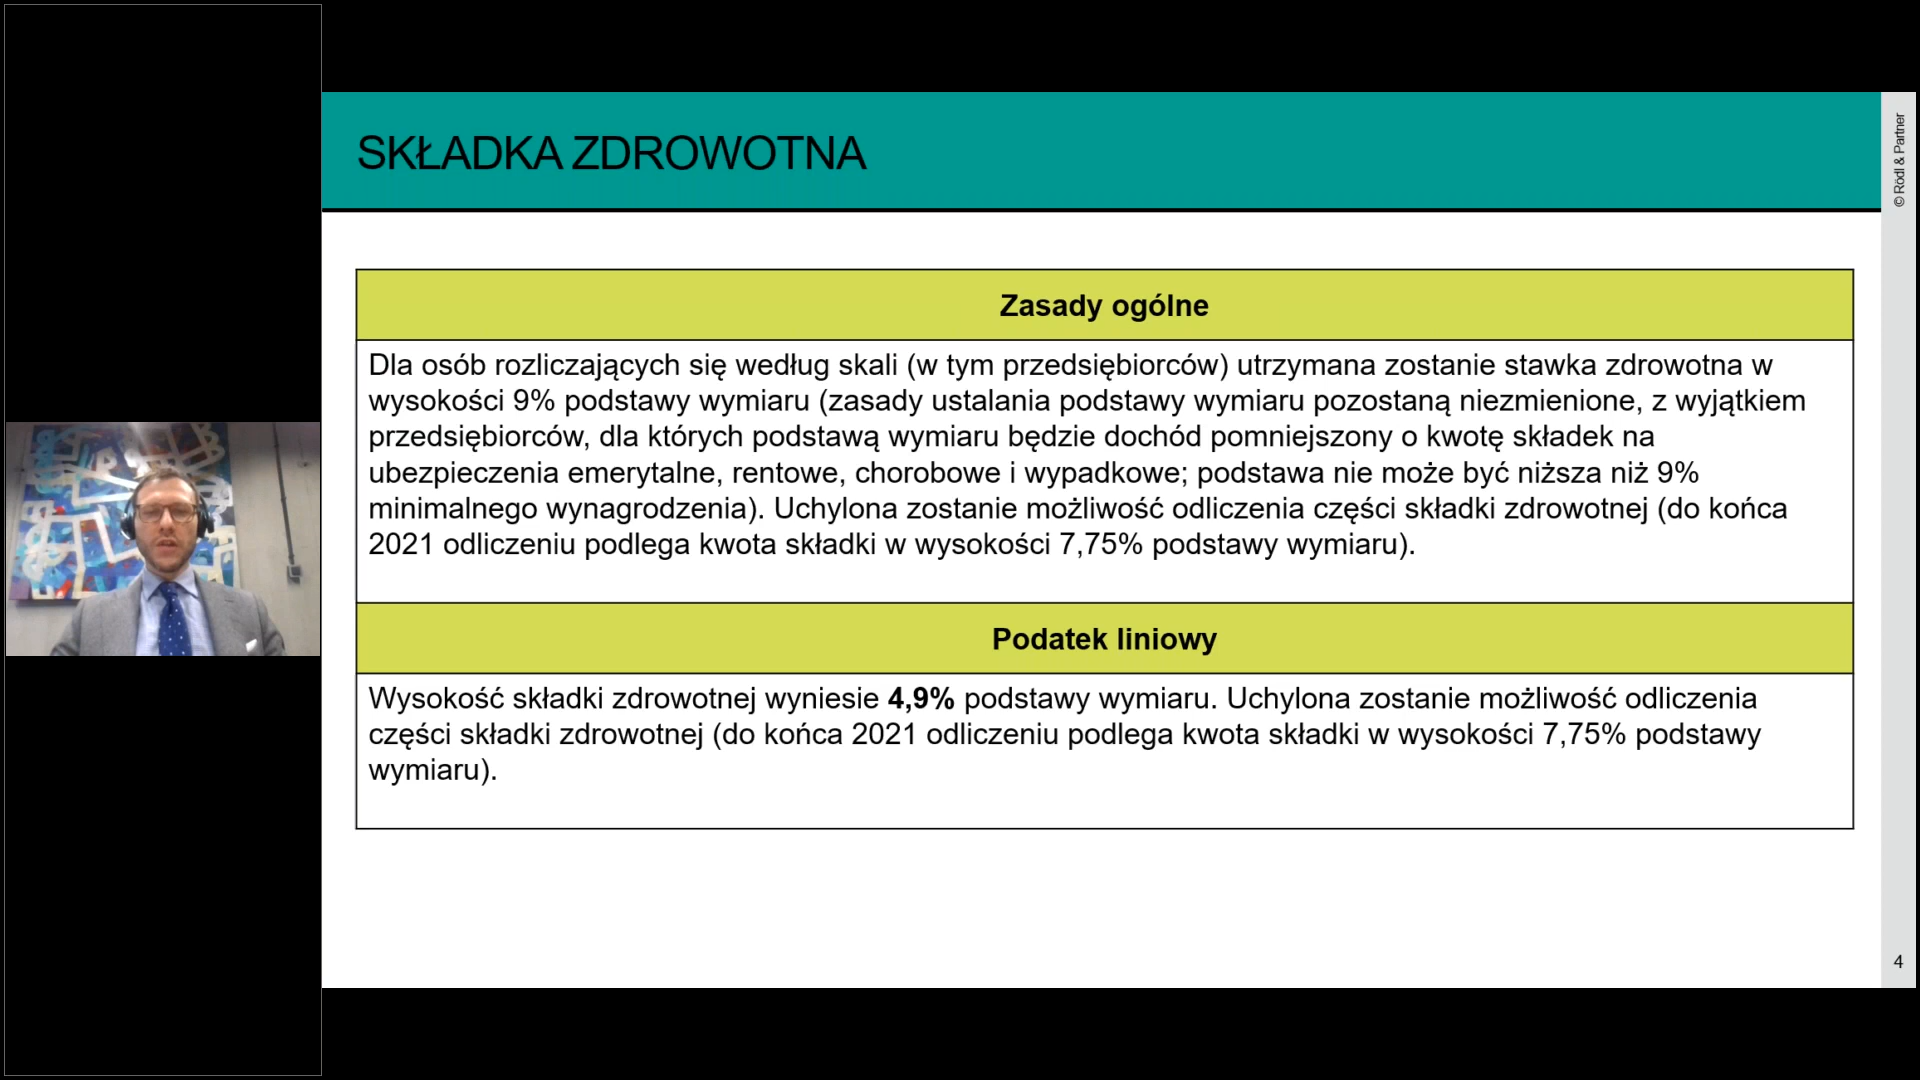 SKŁADKA ZDROWOTNA
© Rödl & Partner
Zasady ogólne
Dla osób rozliczających się według skali (w tym przedsiębiorców) utrzymana zostanie stawka zdrowotna w
wysokości 9% podstawy wymiaru (zasady ustalania podstawy wymiaru pozostaną niezmienione, z wyjątkiem
przedsiębiorców, dla których podstawą wymiaru będzie dochód pomniejszony o kwotę składek na
ubezpieczenia emerytalne, rentowe, chorobowe i wypadkowe; podstawa nie może być niższa niż 9%
minimalnego wynagrodzenia). Uchylona zostanie możliwość odliczenia części składki zdrowotnej (do końca
2021 odliczeniu podlega kwota składki w wysokości 7,75% podstawy wymiaru).
Podatek liniowy
Wysokość składki zdrowotnej wyniesie 4,9% podstawy wymiaru. Uchylona zostanie możliwość odliczenia
części składki zdrowotnej (do końca 2021 odliczeniu podlega kwota składki w wysokości 7,75% podstawy
wymiaru).
4